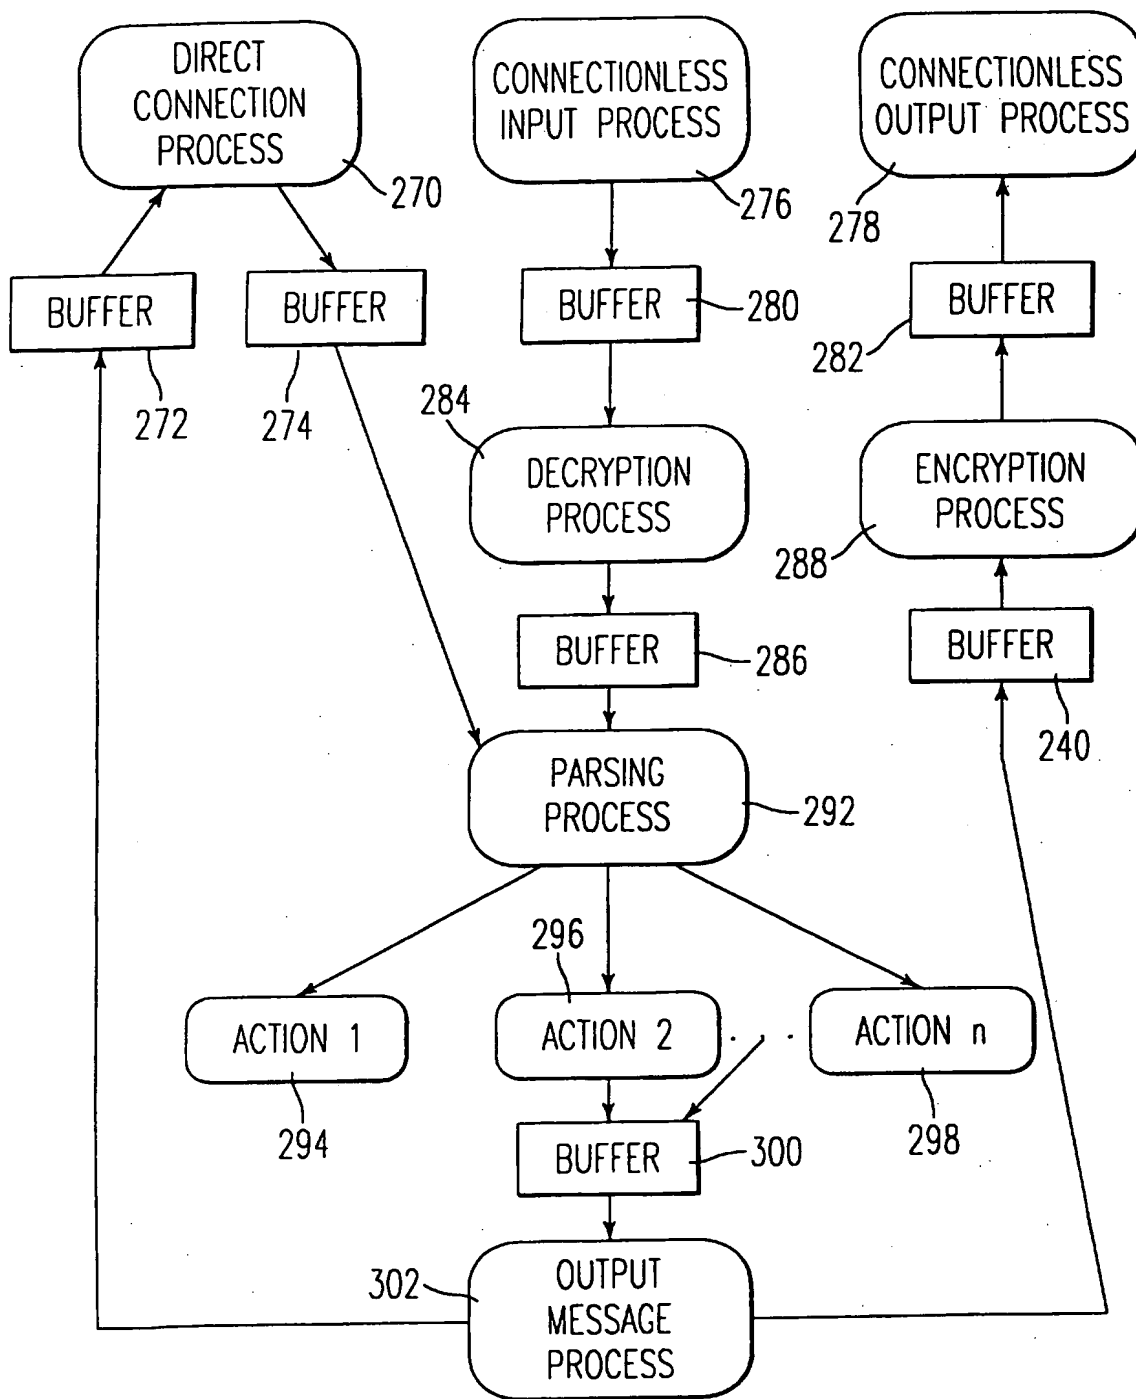 DIRECT
CONNECTION
PROCESS
270
CONNECTIONLESS
INPUT PROCESS
276
CONNECTIONLESS
OUTPUT PROCESS
278
BUFFER
272
BUFFER
274
BUFFER
280
BUFFER
282
284
DECRYPTION
PROCESS
ENCRYPTION
PROCESS
288
BUFFER
286
BUFFER
240
PARSING
PROCESS
292
296
ACTION 1
294
ACTION 2
. . .
ACTION n
298
BUFFER
300
302
OUTPUT
MESSAGE
PROCESS